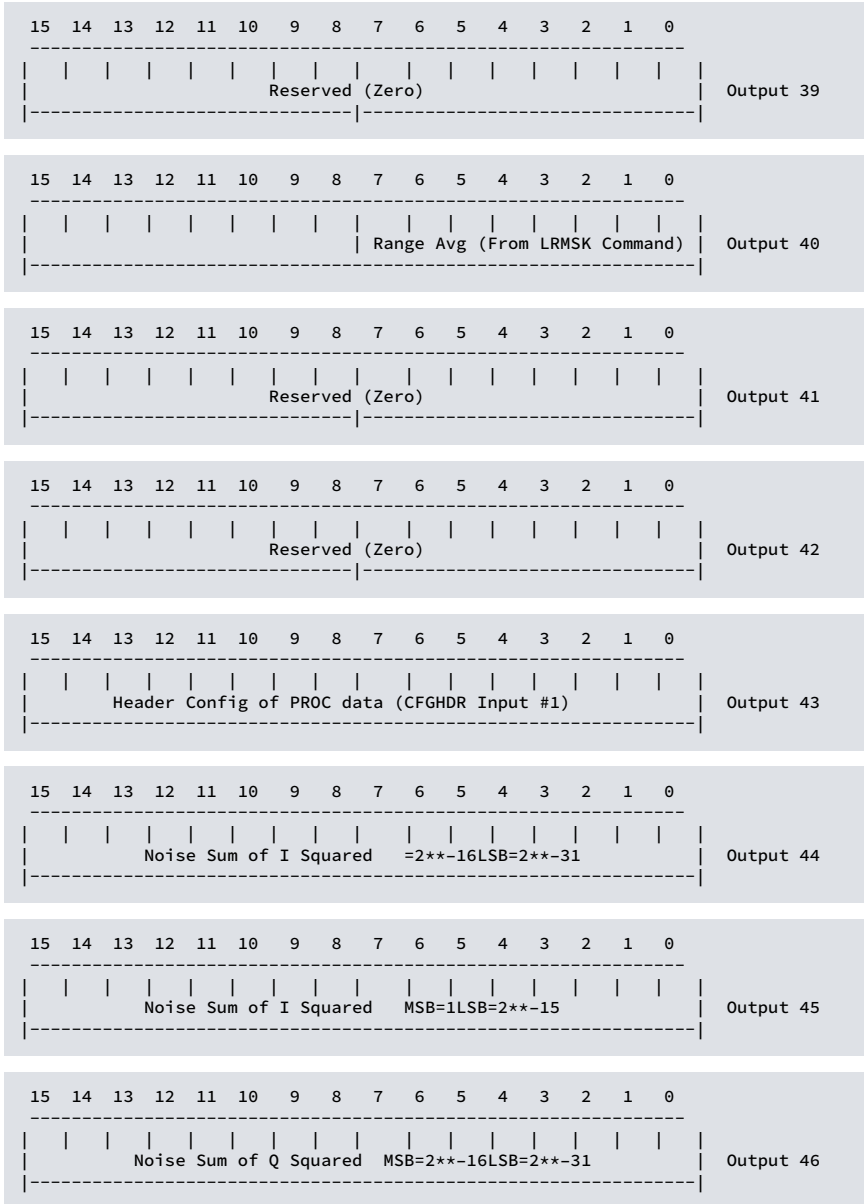 15 14 13 12 11 10 9 8 7 6 5 4 3 2 1 0
---------------------------------------------------------------
| | | | | | | | | | | | | | | | |
| Reserved (Zero) | Output 39
|-------------------------------|--------------------------------|
15 14 13 12 11 10 9 8 7 6 5 4 3 2 1 0
---------------------------------------------------------------
| | | | | | | | | | | | | | | | |
| | Range Avg (From LRMSK Command) | Output 40
|----------------------------------------------------------------|
15 14 13 12 11 10 9 8 7 6 5 4 3 2 1 0
---------------------------------------------------------------
| | | | | | | | | | | | | | | | |
| Reserved (Zero) | Output 41
|-------------------------------|--------------------------------|
15 14 13 12 11 10 9 8 7 6 5 4 3 2 1 0
---------------------------------------------------------------
| | | | | | | | | | | | | | | | |
| Reserved (Zero) | Output 42
|-------------------------------|--------------------------------|
15 14 13 12 11 10 9 8 7 6 5 4 3 2 1 0
---------------------------------------------------------------
| | | | | | | | | | | | | | | | |
| Header Config of PROC data (CFGHDR Input #1) | Output 43
|----------------------------------------------------------------|
15 14 13 12 11 10 9 8 7 6 5 4 3 2 1 0
---------------------------------------------------------------
| | | | | | | | | | | | | | | | |
| Noise Sum of I Squared =2**-16LSB=2**-31 | Output 44
|----------------------------------------------------------------|
15 14 13 12 11 10 9 8 7 6 5 4 3 2 1 0
---------------------------------------------------------------
| | | | | | | | | | | | | | | | |
| Noise Sum of I Squared MSB=1LSB=2**-15 | Output 45
|----------------------------------------------------------------|
15 14 13 12 11 10 9 8 7 6 5 4 3 2 1 0
---------------------------------------------------------------
| | | | | | | | | | | | | | | | |
| Noise Sum of Q Squared MSB=2**-16LSB=2**-31 | Output 46
|----------------------------------------------------------------|